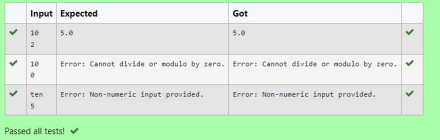 Input Expected Got
10 5.0 5.0
2
10 Error: Cannot divide or modulo by zero. Error: Cannot divide or modulo by zero.
0
ten Error: Non-numeric input provided. Error: Non-numeric input provided.
5
Passed all tests! ✔